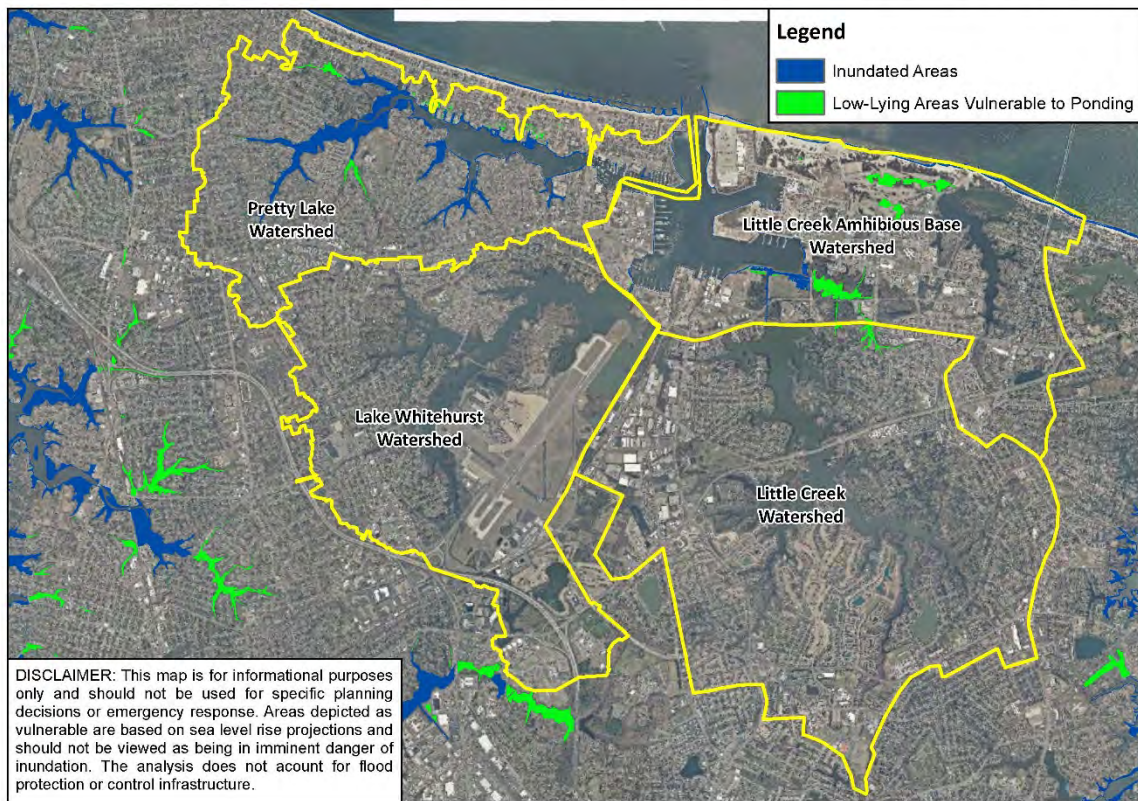 Legend
Inundated Areas
Low-Lying Areas Vulnerable to Ponding
Pretty Lake
Watershed
Little Creek Amhibious Base
Watershed
Lake Whitehurst
Watershed
Little Creek
Watershed
DISCLAIMER: This map is for informational purposes
only and should not be used for specific planning
decisions or emergency response. Areas depicted as
vulnerable are based on sea level rise projections and
should not be viewed as being in imminent danger of
inundation. The analysis does not acount for flood
protection or control infrastructure.